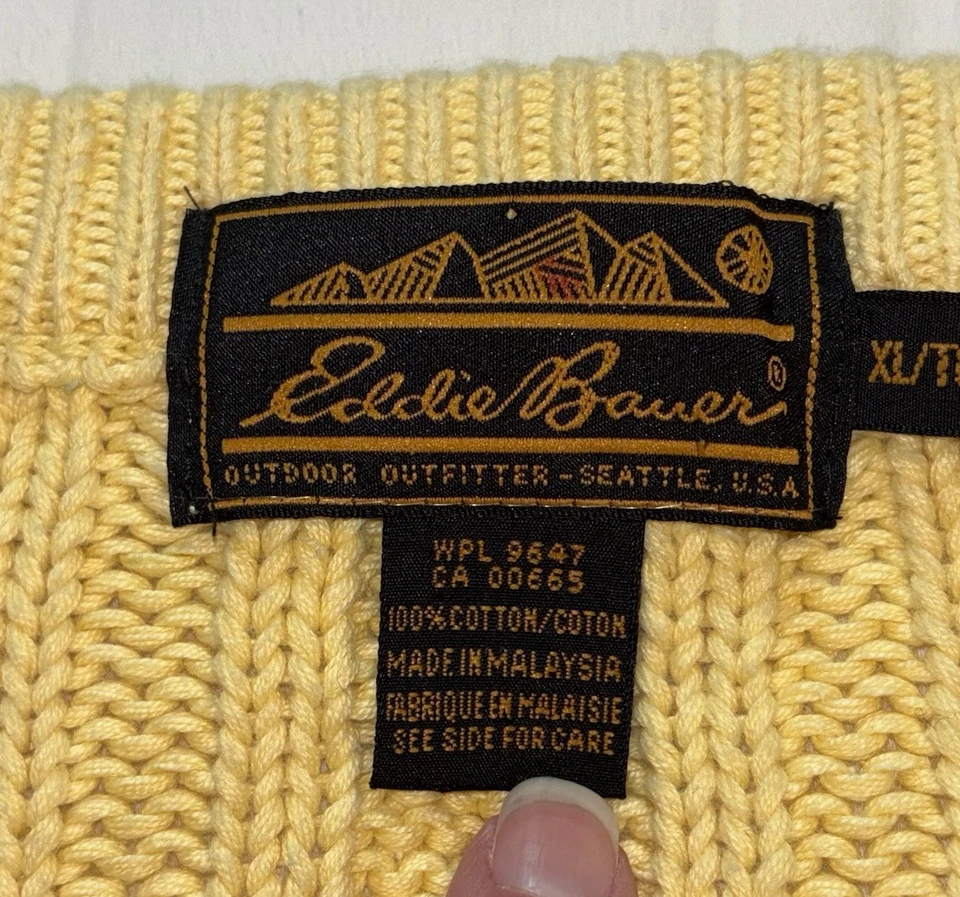 Eddie Bauer®
OUTDOOR OUTFITTER - SEATTLE, U.S.A
XL/T
WPL 9647
CA 00665
100% COTTON/COTON
MADE IN MALAYSIA
FABRIQUE EN MALAISIE
SEE SIDE FOR CARE